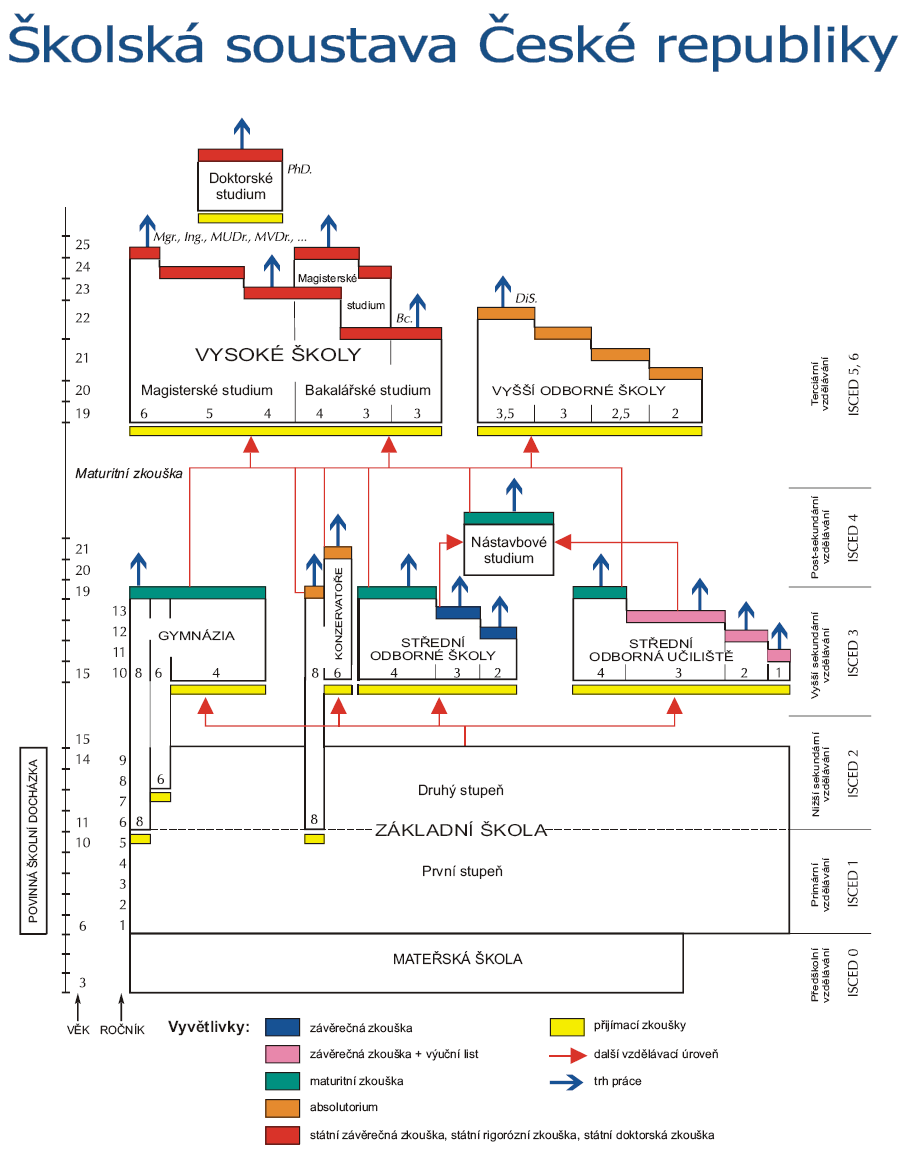 Školská soustava České republiky
PhD.
Doktorské
studium
Mgr., Ing., MUDr., MVDr., ...
25
24
23
22
21
20
19
Magisterské
studium
Bc.
DiS.
VYSOKÉ ŠKOLY
Magisterské studium
Bakalářské studium
6 5 4 4 3 3
VYŠŠÍ ODBORNÉ ŠKOLY
3,5 3 2,5 2
Terciární
vzdělávání
ISCED 5, 6
Maturitní zkouška
Nástavbové
studium
Post-sekundární
vzdělávání
ISCED 4
21
20
19
15
13
12
11
10
GYMNÁZIA
8 6 4
KONZERVATOŘE
8 6
STŘEDNÍ
ODBORNÉ ŠKOLY
4 3 2
STŘEDNÍ
ODBORNÁ UČILIŠTĚ
4 3 2 1
Vyšší sekundární
vzdělávání
ISCED 3
POVINNÁ ŠKOLNÍ DOCHÁZKA
15
14
11
10
6
3
9
8
7
6
5
4
3
2
1
6
8
8
Druhý stupeň
ZÁKLADNÍ ŠKOLA
První stupeň
Nižší sekundární
vzdělávání
ISCED 2
Primární
vzdělávání
ISCED 1
MATEŘSKÁ ŠKOLA
Předškolní
vzdělávání
ISCED 0
VĚK ROČNÍK
Vyvětlivky:
závěrečná zkouška
závěrečná zkouška + výuční list
maturitní zkouška
absolutorium
státní závěrečná zkouška, státní rigorózní zkouška, státní doktorská zkouška
přijímací zkoušky
další vzdělávací úroveň
trh práce